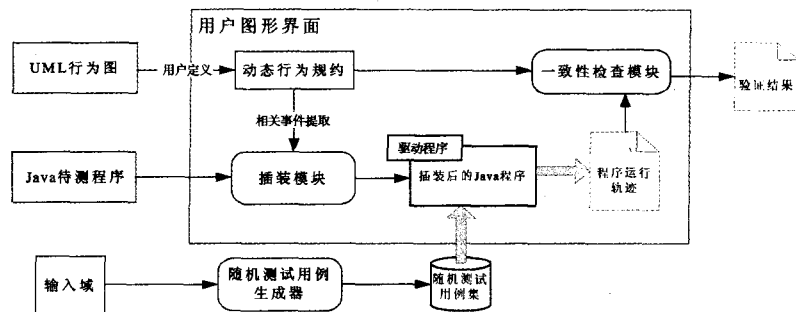 用户图形界面
UML行为图
用户定义
动态行为规约
一致性检查模块
验证结果
相关事件提取
驱动程序
Java待测程序
插装模块
插装后的Java程序
程序运行
轨迹
输入域
随机测试用例
生成器
随机测试
用例集